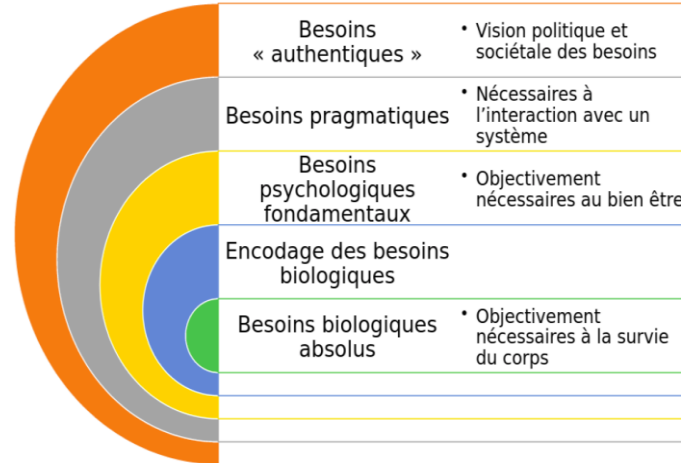 Besoins
« authentiques »
• Vision politique et
sociétale des besoins
Besoins pragmatiques
• Nécessaires à
l’interaction avec un
système
Besoins
psychologiques
fondamentaux
• Objectivement
nécessaires au bien être
Encodage des besoins
biologiques
Besoins biologiques
absolus
• Objectivement
nécessaires à la survie
du corps